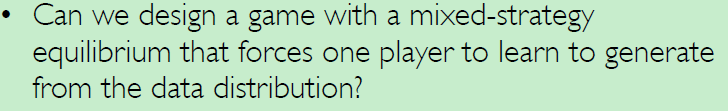 • Can we design a game with a mixed-strategy
equilibrium that forces one player to learn to generate
from the data distribution?